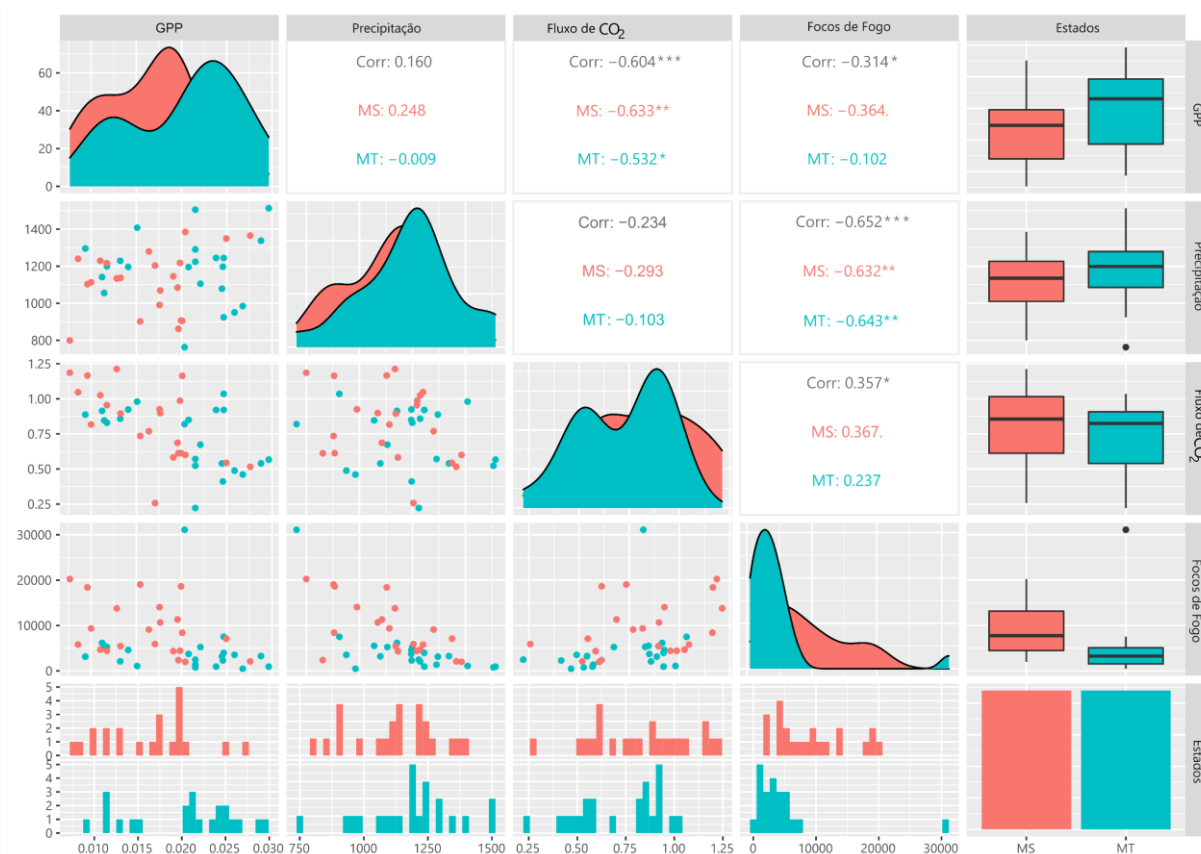 GPP Precipitação Fluxo de CO2 Focos de Fogo Estados
60
40
20
0
Corr: 0.160
MS: 0.248
MT: −0.009
Corr: −0.604***
MS: −0.633**
MT: −0.532*
Corr: −0.314*
MS: −0.364.
MT: −0.102
GPP
1400
1200
1000
800
Corr: −0.234
MS: −0.293
MT: −0.103
Corr: −0.652***
MS: −0.632**
MT: −0.643**
Precipitação
1.25
1.00
0.75
0.50
0.25
Corr: 0.357*
MS: 0.367.
MT: 0.237
Fluxo de CO2
30000
20000
10000
0
Focos de Fogo
5
4
3
2
1
0
5
4
3
2
1
0
Estados
0.010 0.015 0.020 0.025 0.030 750 1000 1250 1500 0.25 0.50 0.75 1.00 1.25 0 10000 20000 30000 MS MT